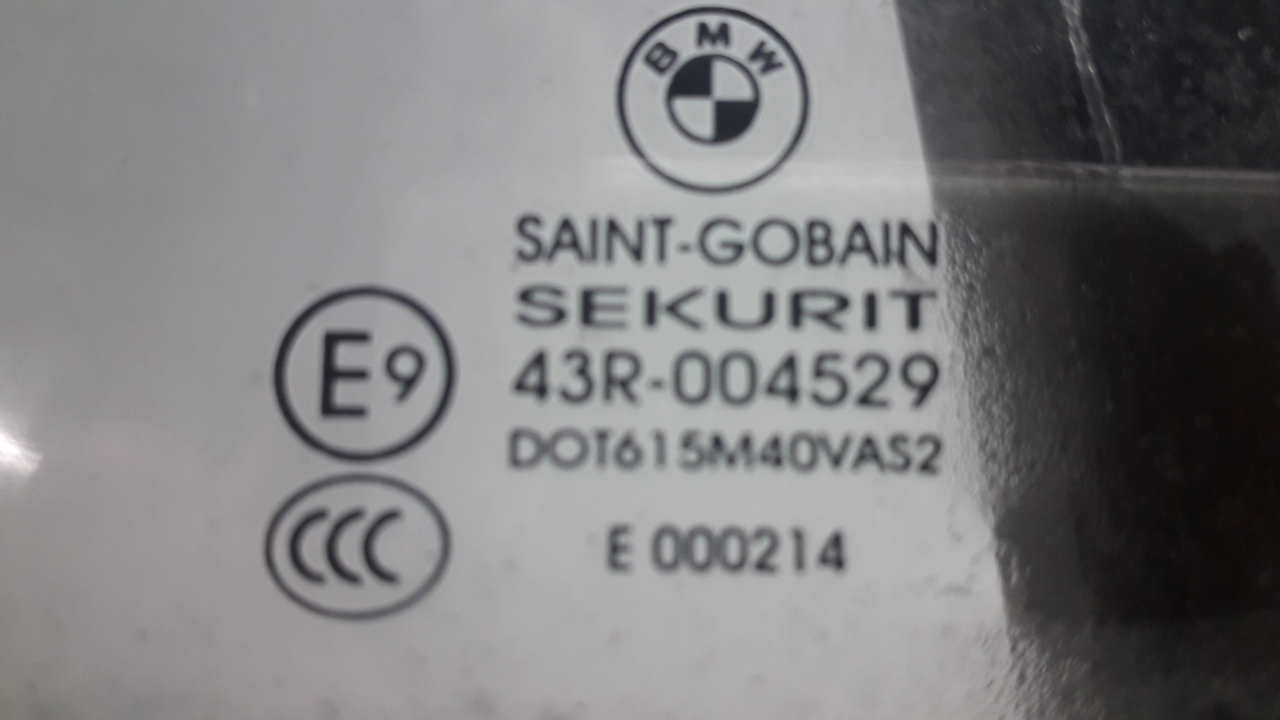 BMW
SAINT-GOBAIN
SEKURIT
E9
43R-004529
DOT615M40VAS2
CCC
E 000214